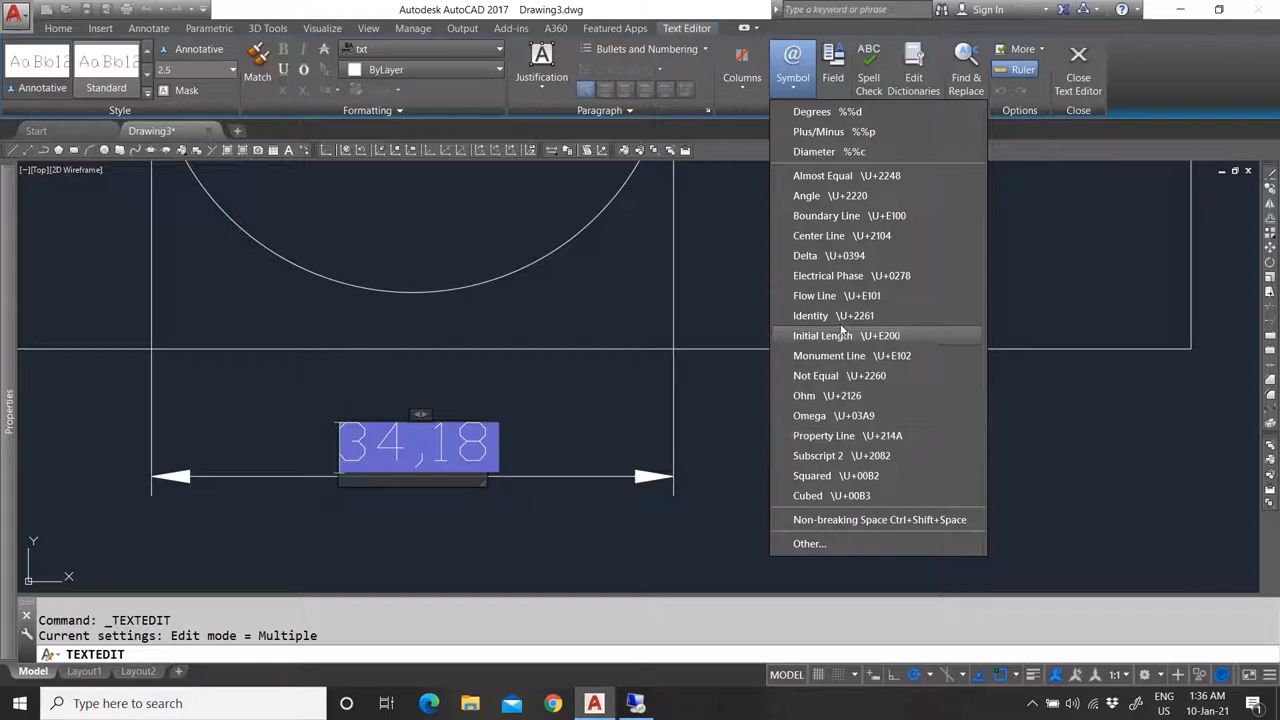 Autodesk AutoCAD 2017 Drawing3.dwg
Type a keyword or phrase
Sign In
Home Insert Annotate Parametric 3D Tools Visualize View Manage Output Add-ins A360 Featured Apps Text Editor
Annotative
2.5
Mask
Annotative
Standard
Style
Match
txt
ByLayer
Formatting
Justification
Bullets and Numbering
Line Spacing
Paragraph
Columns
Symbol
Field
Spell
Check
Edit
Dictionaries
Find &
Replace
More
Ruler
Options
Close
Text Editor
Close
Start
Drawing3*
[−][Top][2D Wireframe]
Degrees %%d
Plus/Minus %%p
Diameter %%c
Almost Equal \U+2248
Angle \U+2220
Boundary Line \U+E100
Center Line \U+2104
Delta \U+0394
Electrical Phase \U+0278
Flow Line \U+E101
Identity \U+2261
Initial Length \U+E200
Monument Line \U+E102
Not Equal \U+2260
Ohm \U+2126
Omega \U+03A9
Property Line \U+214A
Subscript 2 \U+2082
Squared \U+00B2
Cubed \U+00B3
Non-breaking Space Ctrl+Shift+Space
Other...
Properties
34,18
Y
X
Command: _TEXTEDIT
Current settings: Edit mode = Multiple
TEXTEDIT
Model Layout1 Layout2 +
MODEL
1:1
Type here to search
ENG
1:36 AM
10-Jan-21